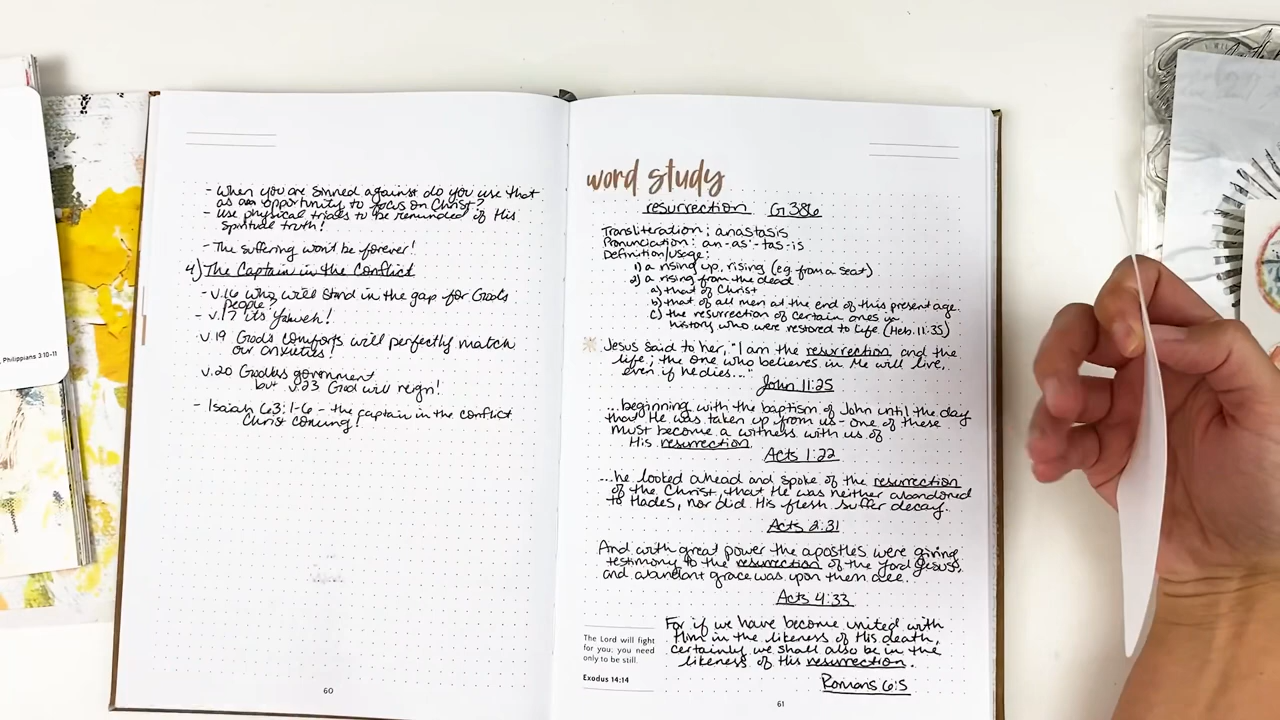 , Philippians 3:10-11
- When you are sinned against do you use that
as an opportunity to focus on Christ?
- Use physical trials to be reminded of His
Spiritual truth!
- The suffering won't be forever!
4) The Captain in the Conflict
- v.16 who will stand in the gap for Gods
people?
- v.17 its Yahweh!
v.19 Gods comforts will perfectly match
our anxieties!
v.20 Godless government
but v.23 God will reign!
- Isaiah 63:1-6 - the captain in the conflict
Christ coming!
60
word study
resurrection G386
Transliteration: anastasis
Pronunciation: an-as'-tas-is
Definition/usage:
1) a rising up, rising (eg. from a seat)
2) a rising from the dead
a) that of Christ
b) that of all men at the end of this present age.
c) the resurrection of certain ones in
history who were restored to life (Heb. 11:35)
Jesus said to her, "I am the resurrection and the
life; the one who believes in Me will live,
even if he dies..."
John 11:25
...beginning with the baptism of John until the day
that He was taken up from us - one of these
must become a witness with us of
His resurrection.
Acts 1:22
...he looked ahead and spoke of the resurrection
of the Christ, that He was neither abandoned
to Hades, nor did His flesh suffer decay.
Acts 2:31
And with great power the apostles were giving
testimony to the resurrection of the Lord Jesus,
and abundant grace was upon them all.
Acts 4:33
For if we have become united with
Him in the likeness of His death,
certainly we shall also be in the
likeness of His resurrection.
Romans 6:5
The Lord will fight
for you; you need
only to be still.
Exodus 14:14
61